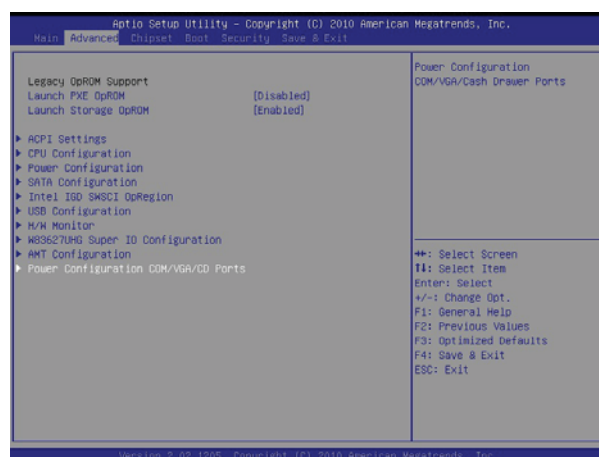 Aptio Setup Utility - Copyright (C) 2010 American Megatrends, Inc.
Main Advanced Chipset Boot Security Save & Exit
Legacy OpROM Support
Launch PXE OpROM [Disabled]
Launch Storage OpROM [Enabled]
ACPI Settings
CPU Configuration
Power Configuration
SATA Configuration
Intel IGD SWSCI OpRegion
USB Configuration
H/W Monitor
W83627UHG Super IO Configuration
AMT Configuration
Power Configuration COM/VGA/CD Ports
Power Configuration
COM/VGA/Cash Drawer Ports
↔: Select Screen
↑↓: Select Item
Enter: Select
+/-: Change Opt.
F1: General Help
F2: Previous Values
F3: Optimized Defaults
F4: Save & Exit
ESC: Exit
Version 2.02.1205. Copyright (C) 2010 American Megatrends, Inc.